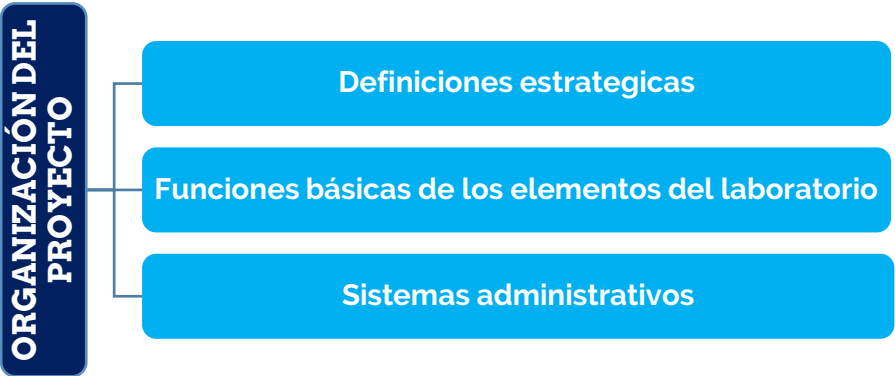 ORGANIZACIÓN DEL
PROYECTO
Definiciones estrategicas
Funciones básicas de los elementos del laboratorio
Sistemas administrativos